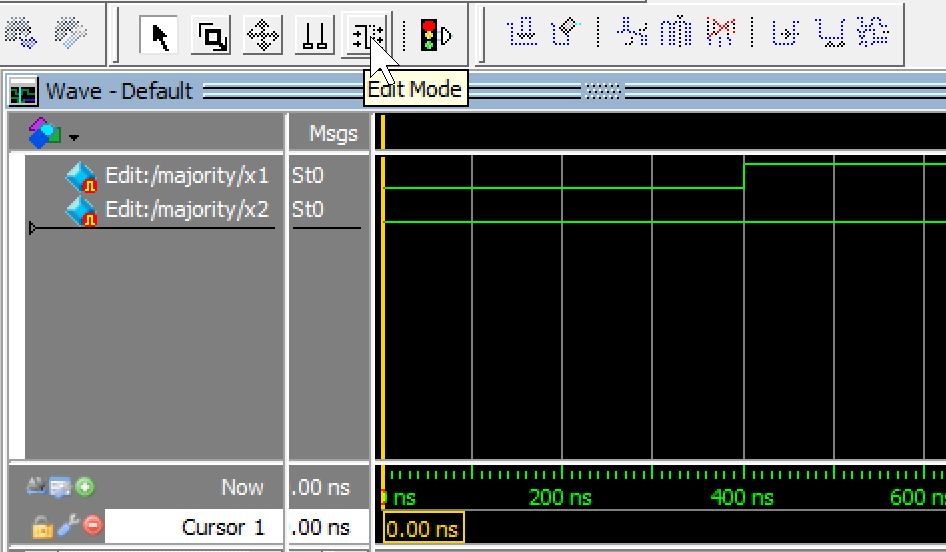 Edit Mode
Wave - Default
Msgs
Edit:/majority/x1 St0
Edit:/majority/x2 St0
Now .00 ns ns 200 ns 400 ns 600 n
Cursor 1 .00 ns 0.00 ns